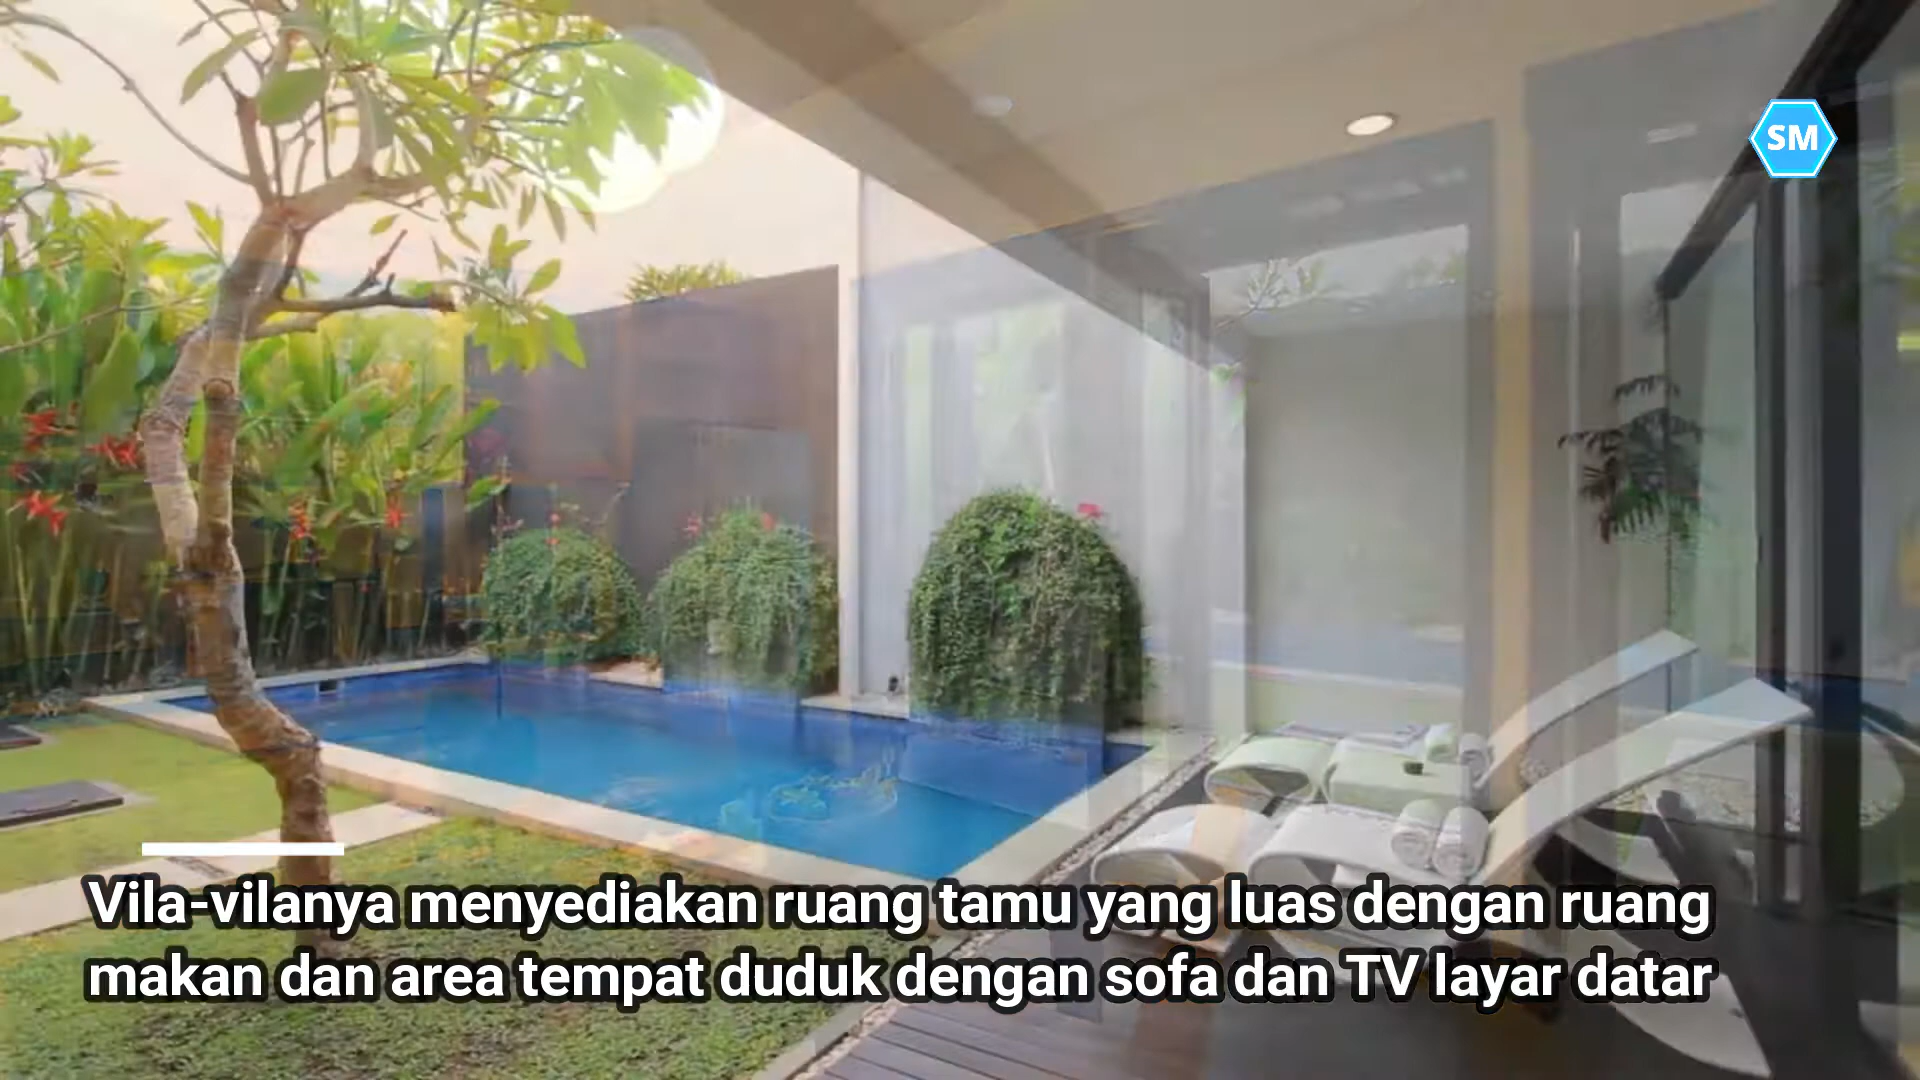 SM
Vila-vilanya menyediakan ruang tamu yang luas dengan ruang
makan dan area tempat duduk dengan sofa dan TV layar datar